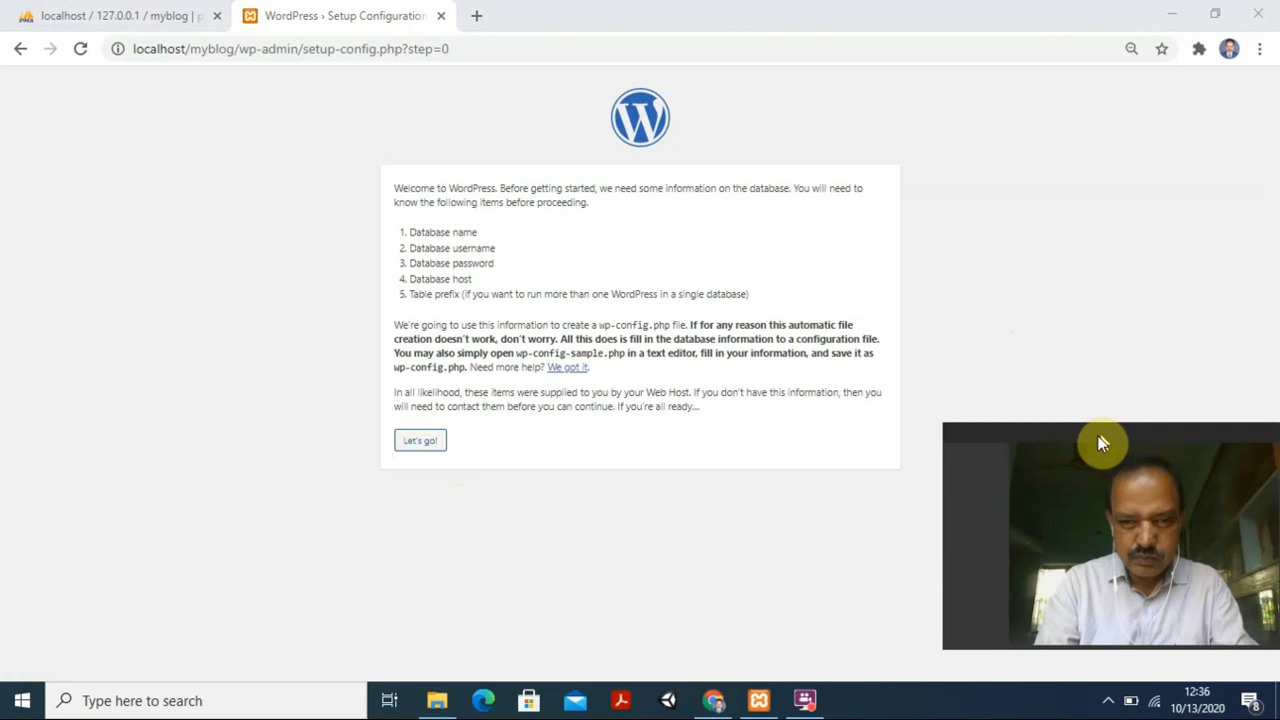 localhost / 127.0.0.1 / myblog | p
WordPress › Setup Configuration
localhost/myblog/wp-admin/setup-config.php?step=0
Welcome to WordPress. Before getting started, we need some information on the database. You will need to
know the following items before proceeding.
1. Database name
2. Database username
3. Database password
4. Database host
5. Table prefix (if you want to run more than one WordPress in a single database)
We're going to use this information to create a wp-config.php file. If for any reason this automatic file
creation doesn't work, don't worry. All this does is fill in the database information to a configuration file.
You may also simply open wp-config-sample.php in a text editor, fill in your information, and save it as
wp-config.php. Need more help? We got it.
In all likelihood, these items were supplied to you by your Web Host. If you don't have this information, then you
will need to contact them before you can continue. If you're all ready...
Let's go!
Type here to search
12:36
10/13/2020
8